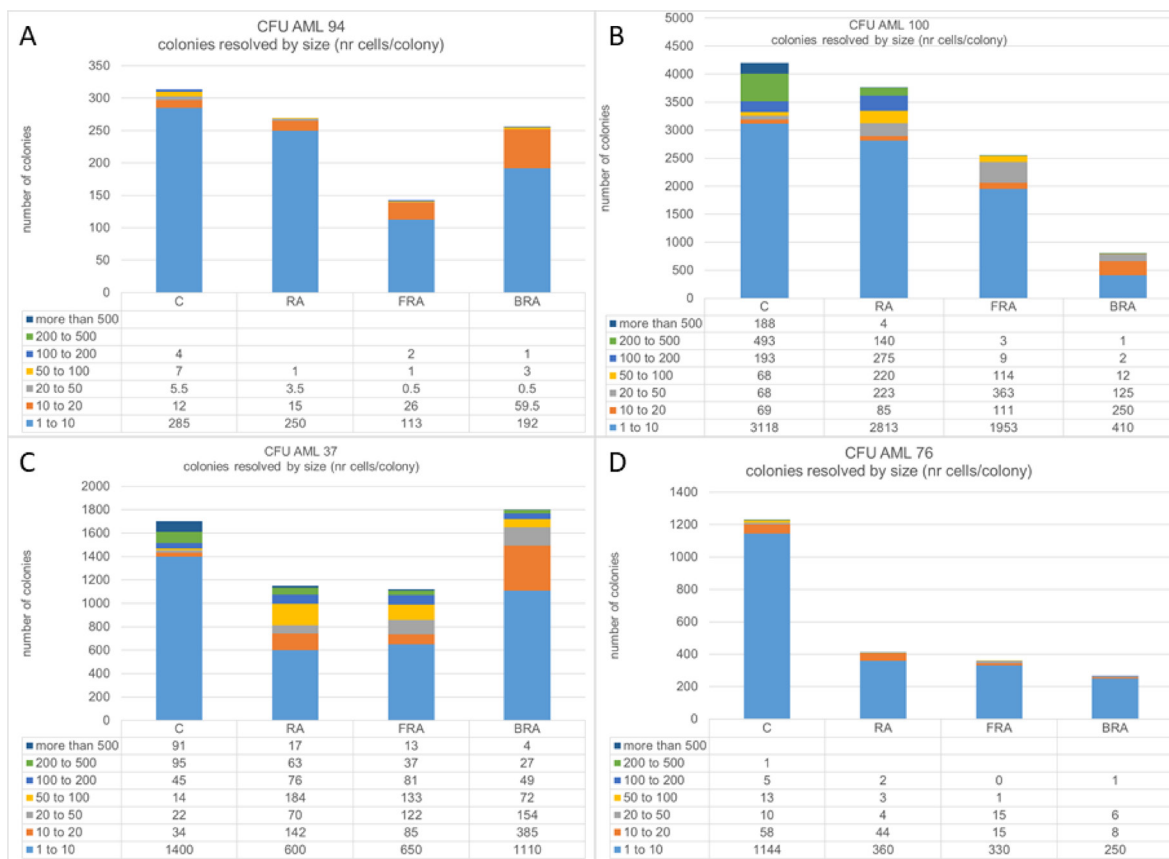 A
CFU AML 94
colonies resolved by size (nr cells/colony)
number of colonies
350
300
250
200
150
100
50
0
C RA FRA BRA
more than 500
200 to 500
100 to 200 4 2 1
50 to 100 7 1 1 3
20 to 50 5.5 3.5 0.5 0.5
10 to 20 12 15 26 59.5
1 to 10 285 250 113 192
B
CFU AML 100
colonies resolved by size (nr cells/colony)
number of colonies
5000
4500
4000
3500
3000
2500
2000
1500
1000
500
0
C RA FRA BRA
more than 500 188 4
200 to 500 493 140 3 1
100 to 200 193 275 9 2
50 to 100 68 220 114 12
20 to 50 68 223 363 125
10 to 20 69 85 111 250
1 to 10 3118 2813 1953 410
C
CFU AML 37
colonies resolved by size (nr cells/colony)
number of colonies
2000
1800
1600
1400
1200
1000
800
600
400
200
0
C RA FRA BRA
more than 500 91 17 13 4
200 to 500 95 63 37 27
100 to 200 45 76 81 49
50 to 100 14 184 133 72
20 to 50 22 70 122 154
10 to 20 34 142 85 385
1 to 10 1400 600 650 1110
D
CFU AML 76
colonies resolved by size (nr cells/colony)
number of colonies
1400
1200
1000
800
600
400
200
0
C RA FRA BRA
more than 500
200 to 500 1
100 to 200 5 2 0 1
50 to 100 13 3 1
20 to 50 10 4 15 6
10 to 20 58 44 15 8
1 to 10 1144 360 330 250